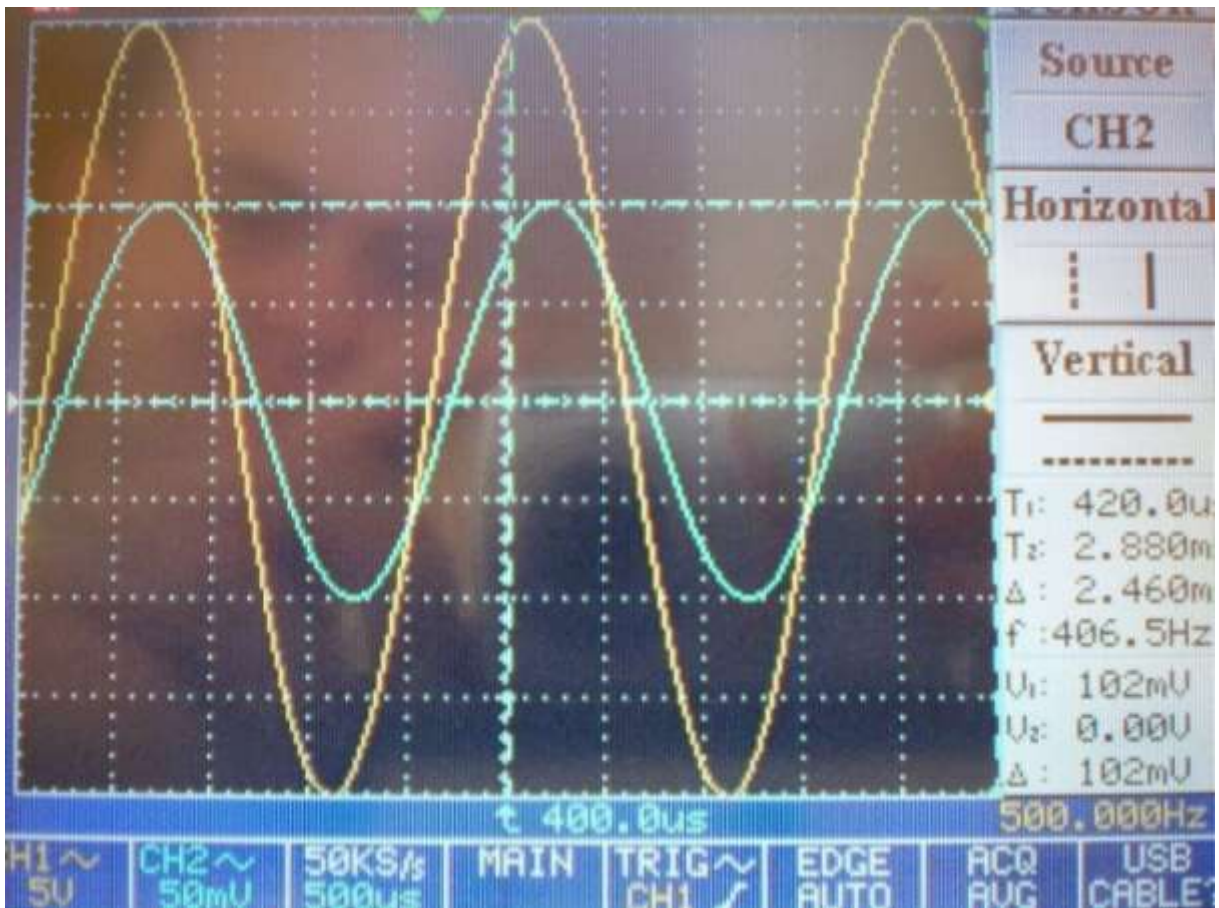 Source
CH2
Horizontal
Vertical
T₁: 420.0u
T₂: 2.880m
Δ : 2.460m
f :406.5Hz
V₁: 102mV
V₂: 0.00V
Δ : 102mV
400.0us
500.000Hz
CH1~ CH2~ 50KS/s MAIN TRIG~ EDGE ACQ USB
5V 50mV 500us CH1 AUTO AVG CABLE?